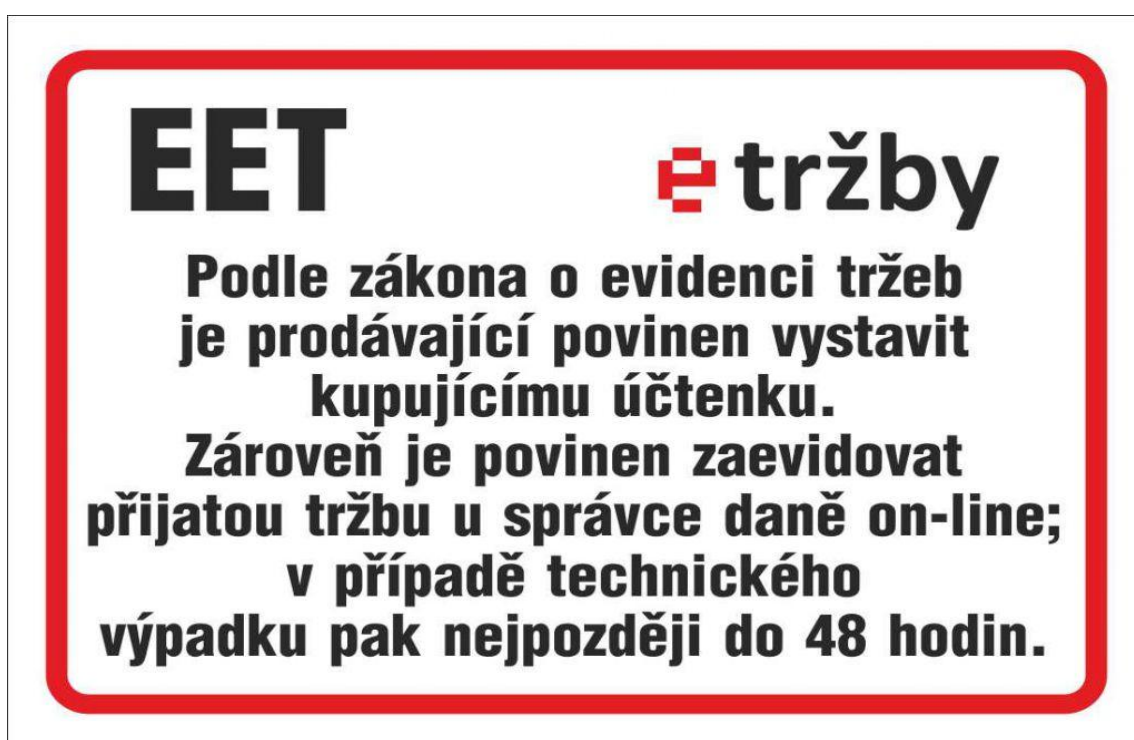 EET
e tržby
Podle zákona o evidenci tržeb
je prodávající povinen vystavit
kupujícímu účtenku.
Zároveň je povinen zaevidovat
přijatou tržbu u správce daně on-line;
v případě technického
výpadku pak nejpozději do 48 hodin.